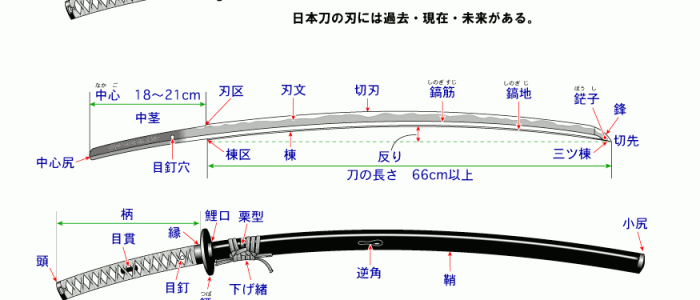 日本刀の刃には過去・現在・未来がある。
なかご
中心 18～21cm
中茎
刃区
刃文
切刃
しのぎすじ
鎬筋
しのぎじ
鎬地
ぼうし
鋩子
鋒
切先
中心尻
目釘穴
棟区
棟
反り
三ツ棟
刀の長さ 66cm以上
柄
鯉口
栗型
小尻
縁
目貫
頭
目釘
つば
下げ緒
逆角
鞘